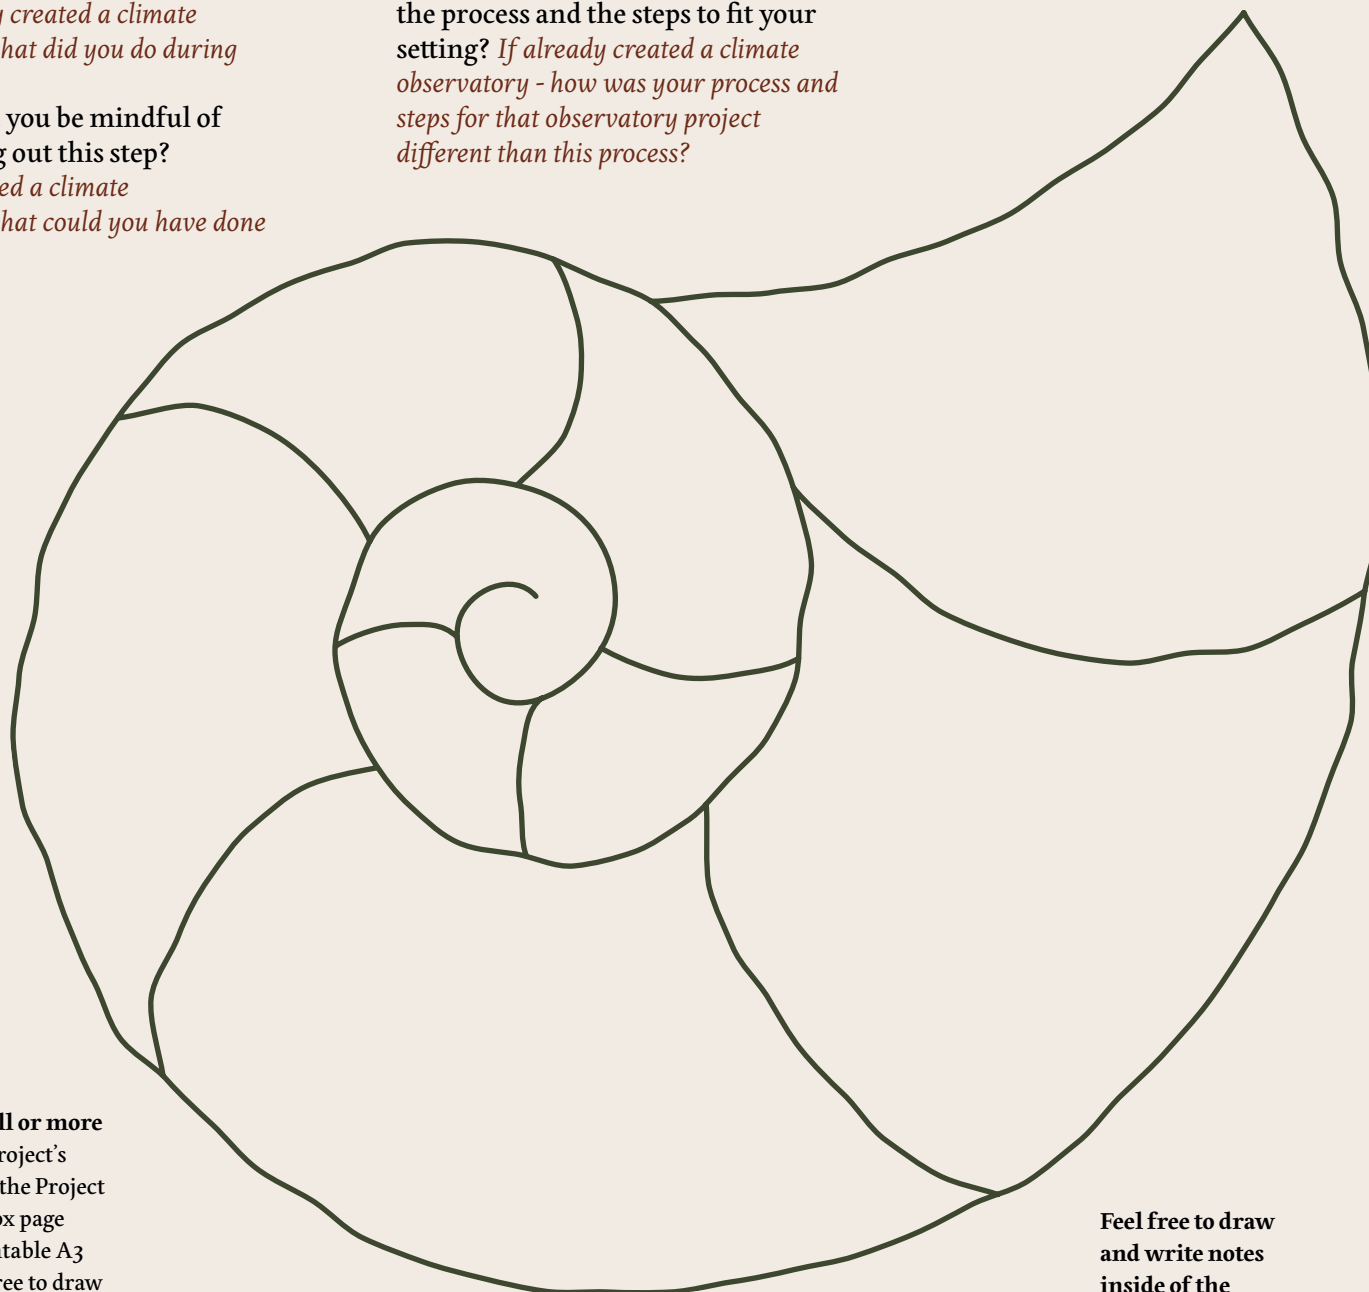 created a climate
hat did you do during
you be mindful of
out this step?
ed a climate
hat could you have done
the process and the steps to fit your
setting? If already created a climate
observatory - how was your process and
steps for that observatory project
different than this process?
ll or more
roject’s
the Project
ox page
table A3
ree to draw
Feel free to draw
and write notes
inside of the